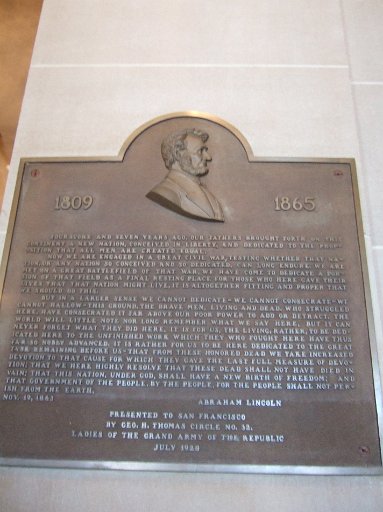 1809 1865
FOURSCORE AND SEVEN YEARS AGO, OUR FATHERS BROUGHT FORTH ON THIS
CONTINENT A NEW NATION, CONCEIVED IN LIBERTY, AND DEDICATED TO THE PROPO-
SITION THAT ALL MEN ARE CREATED EQUAL.
NOW WE ARE ENGAGED IN A GREAT CIVIL WAR, TESTING WHETHER THAT NA-
TION, OR ANY NATION SO CONCEIVED AND SO DEDICATED, CAN LONG ENDURE. WE ARE
MET ON A GREAT BATTLEFIELD OF THAT WAR. WE HAVE COME TO DEDICATE A POR-
TION OF THAT FIELD AS A FINAL RESTING PLACE FOR THOSE WHO HERE GAVE THEIR
LIVES THAT THAT NATION MIGHT LIVE. IT IS ALTOGETHER FITTING AND PROPER THAT
WE SHOULD DO THIS.
BUT IN A LARGER SENSE WE CANNOT DEDICATE—WE CANNOT CONSECRATE—WE
CANNOT HALLOW—THIS GROUND. THE BRAVE MEN, LIVING AND DEAD, WHO STRUGGLED
HERE, HAVE CONSECRATED IT FAR ABOVE OUR POOR POWER TO ADD OR DETRACT. THE
WORLD WILL LITTLE NOTE NOR LONG REMEMBER WHAT WE SAY HERE, BUT IT CAN
NEVER FORGET WHAT THEY DID HERE. IT IS FOR US, THE LIVING, RATHER, TO BE DED-
ICATED HERE TO THE UNFINISHED WORK WHICH THEY WHO FOUGHT HERE HAVE THUS
FAR SO NOBLY ADVANCED. IT IS RATHER FOR US TO BE HERE DEDICATED TO THE GREAT
TASK REMAINING BEFORE US—THAT FROM THESE HONORED DEAD WE TAKE INCREASED
DEVOTION TO THAT CAUSE FOR WHICH THEY GAVE THE LAST FULL MEASURE OF DEVO-
TION; THAT WE HERE HIGHLY RESOLVE THAT THESE DEAD SHALL NOT HAVE DIED IN
VAIN; THAT THIS NATION, UNDER GOD, SHALL HAVE A NEW BIRTH OF FREEDOM; AND
THAT GOVERNMENT OF THE PEOPLE, BY THE PEOPLE, FOR THE PEOPLE SHALL NOT PER-
ISH FROM THE EARTH.
NOV. 19, 1863
ABRAHAM LINCOLN
PRESENTED TO SAN FRANCISCO
BY GEO. H. THOMAS CIRCLE NO. 32.
LADIES OF THE GRAND ARMY OF THE REPUBLIC
JULY 1928